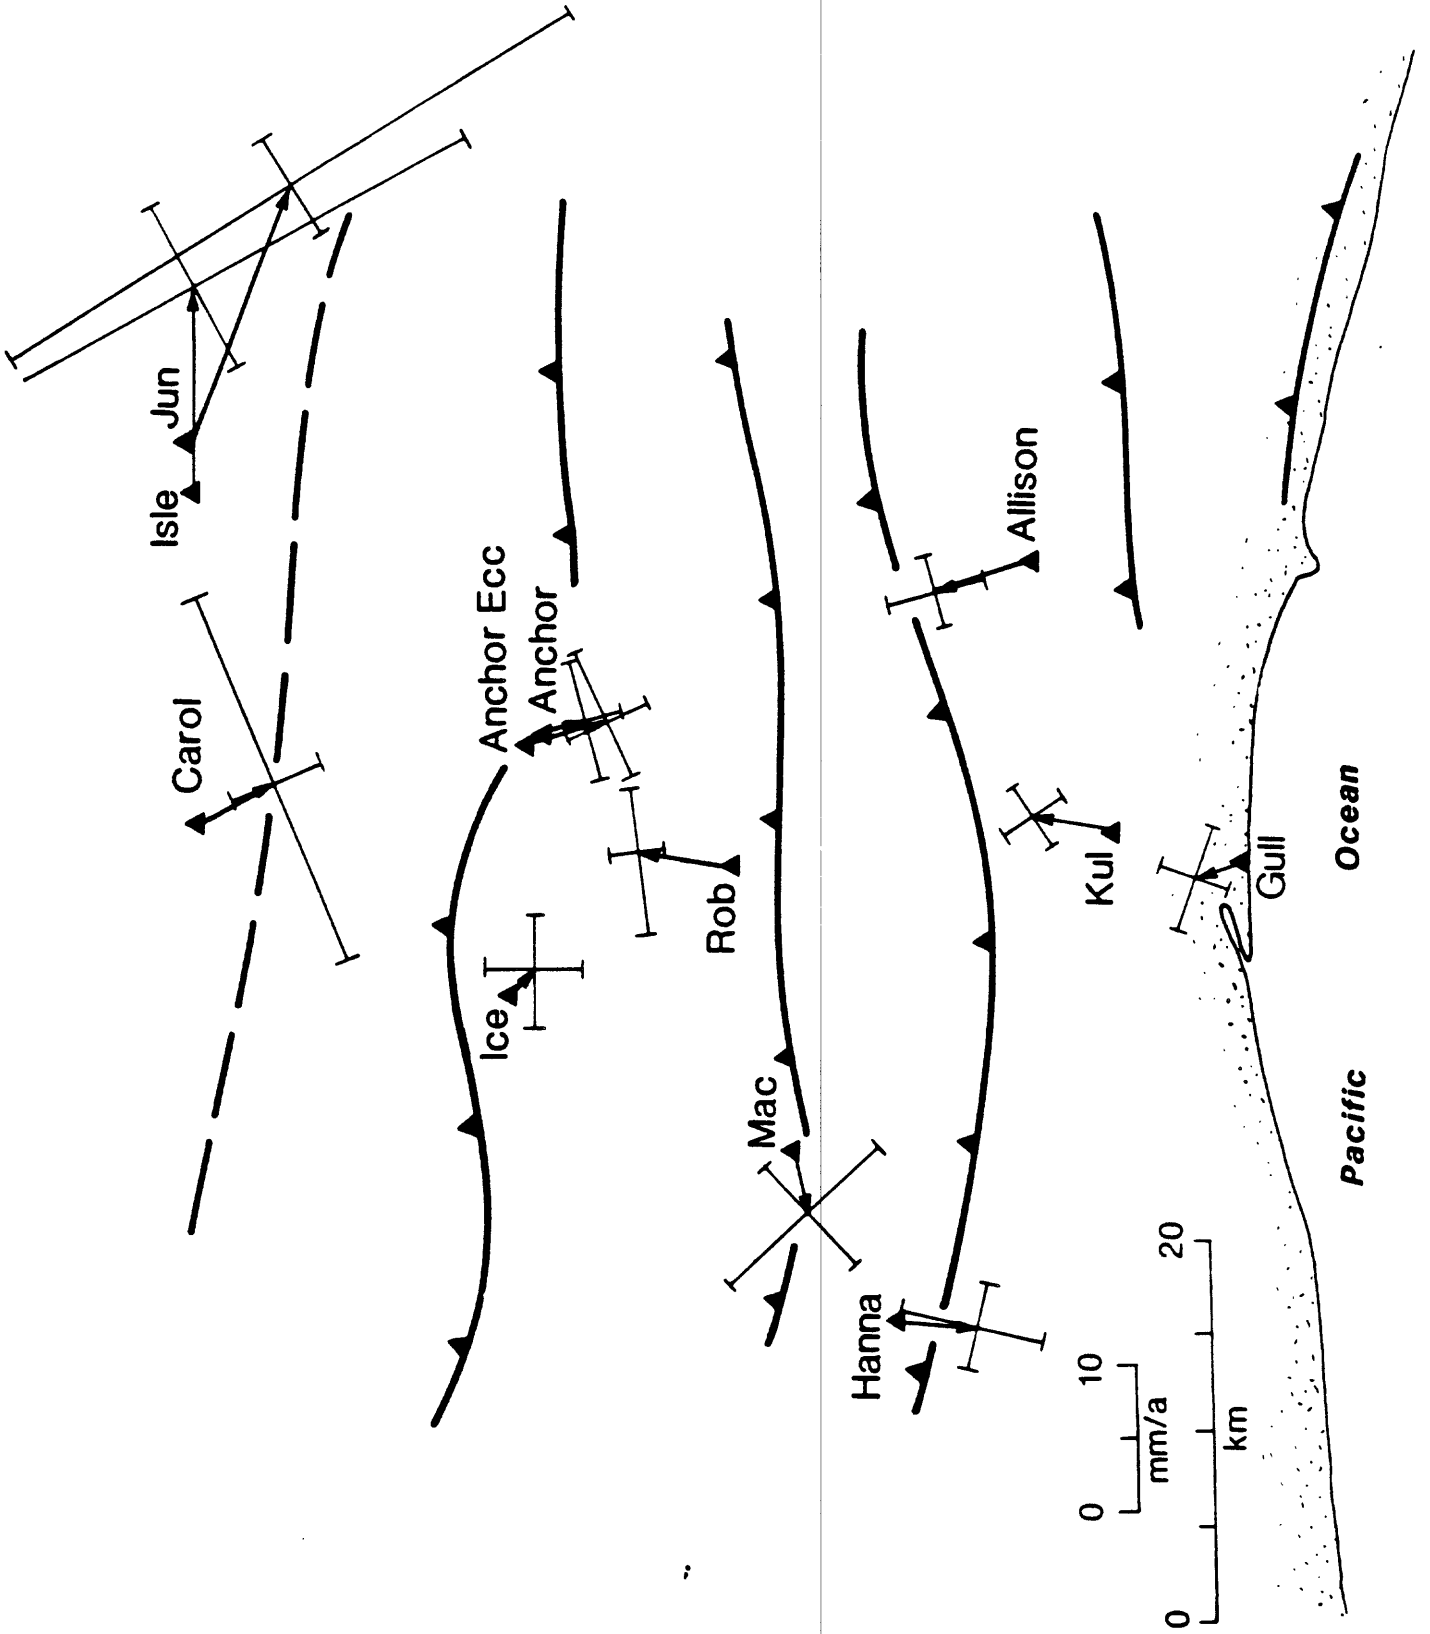 Isle
Jun
Carol
Anchor Ecc
Anchor
Ice
Rob
Mac
Allison
Hanna
Kul
Gull
Pacific
Ocean
0 10
mm/a
0 20
km